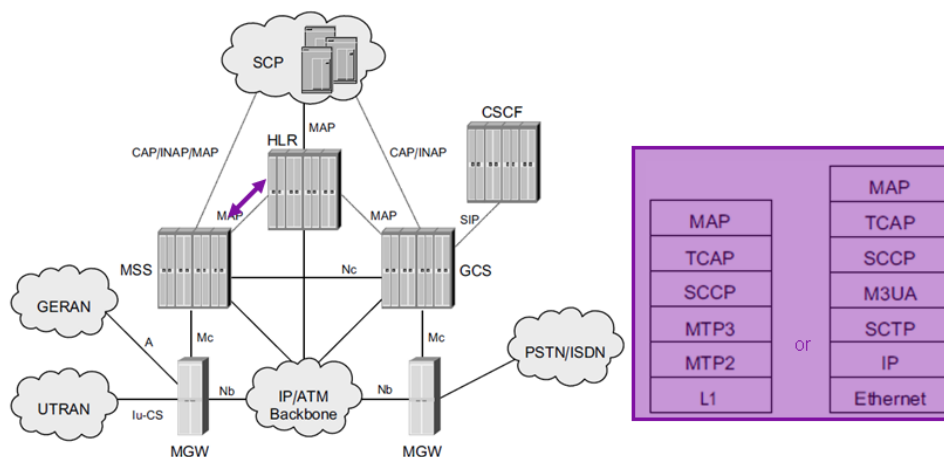 SCP
CSCF
MAP
HLR
CAP/INAP/MAP
CAP/INAP
MAP
MAP
SIP
MSS
Nc
GCS
GERAN
Mc
Mc
A
PSTN/ISDN
UTRAN
Iu-CS
Nb
IP/ATM
Backbone
Nb
MGW
MGW
MAP
TCAP
SCCP
MTP3
MTP2
L1
or
MAP
TCAP
SCCP
M3UA
SCTP
IP
Ethernet